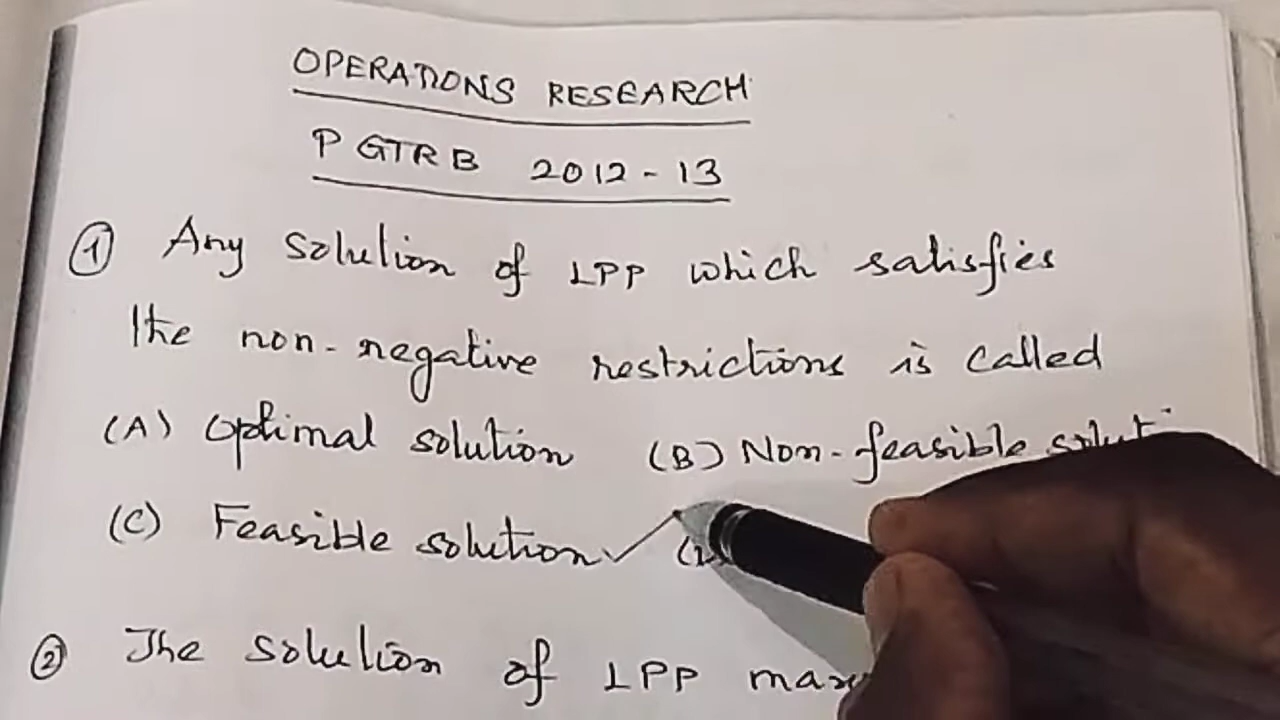 OPERATIONS RESEARCH
PGTRB 2012-13
① Any solution of LPP which satisfies
the non-negative restrictions is called
(A) Optimal solution (B) Non-feasible
(C) Feasible solution ✓
② The solution of LPP